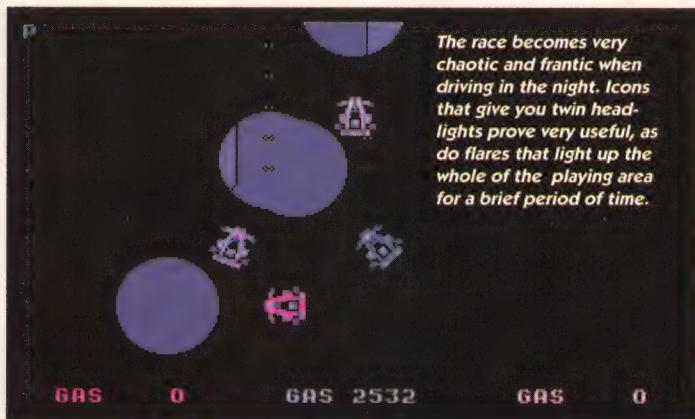 P
The race becomes very
chaotic and frantic when
driving in the night. Icons
that give you twin head-
lights prove very useful, as
do flares that light up the
whole of the playing area
for a brief period of time.
GAS 0 GAS 2532 GAS 0